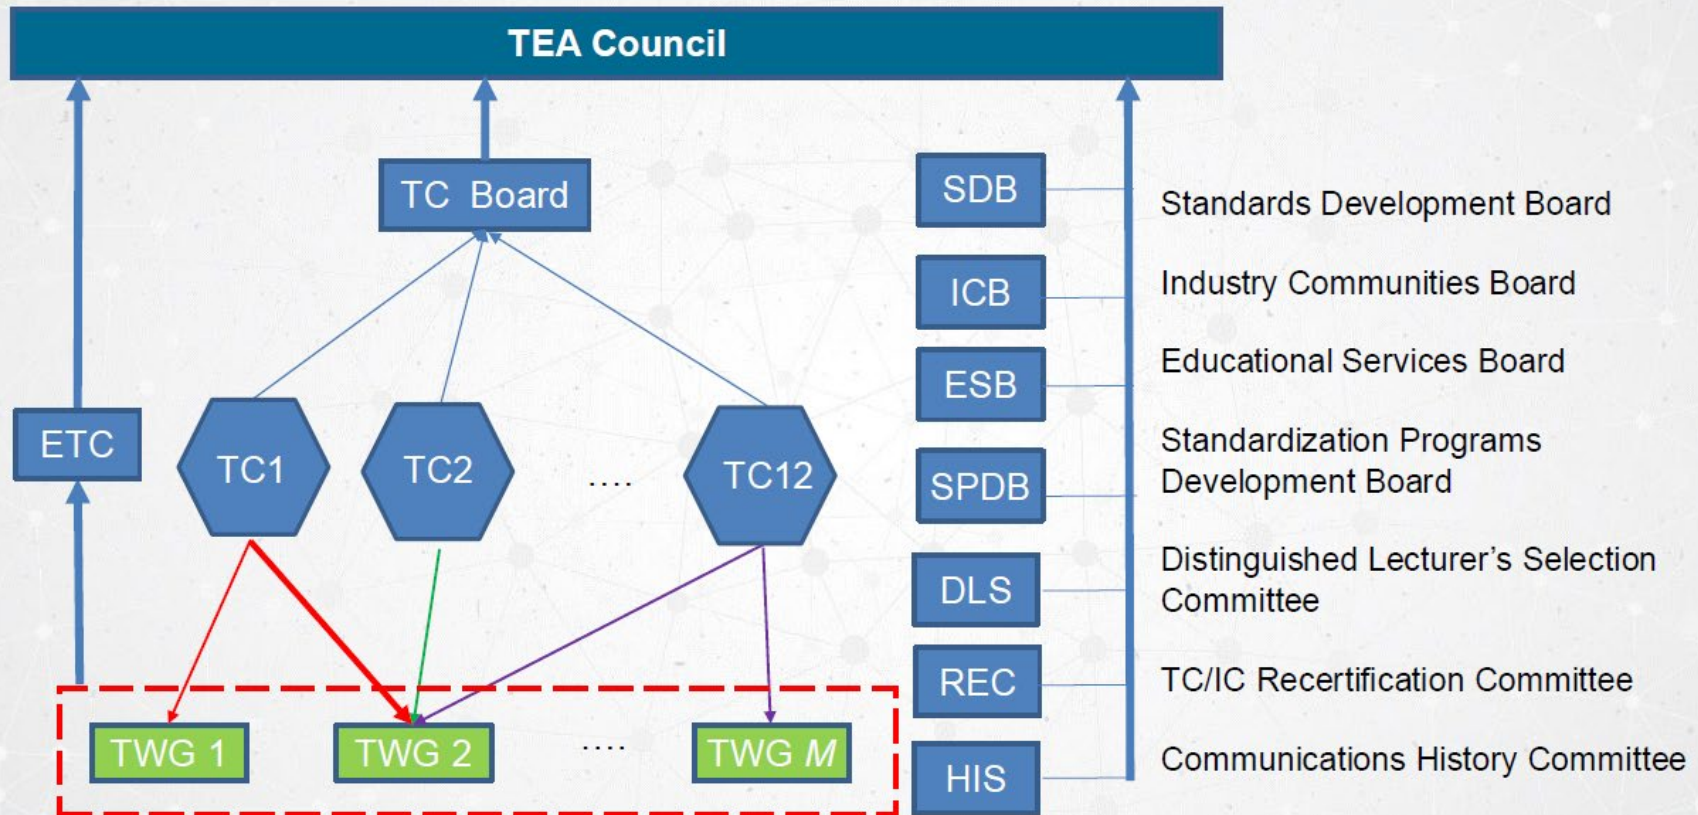 TEA Council
TC Board
SDB
Standards Development Board
ICB
Industry Communities Board
ESB
Educational Services Board
ETC
TC1
TC2
....
TC12
SPDB
Standardization Programs
Development Board
DLS
Distinguished Lecturer’s Selection
Committee
REC
TC/IC Recertification Committee
TWG 1
TWG 2
....
TWG M
HIS
Communications History Committee